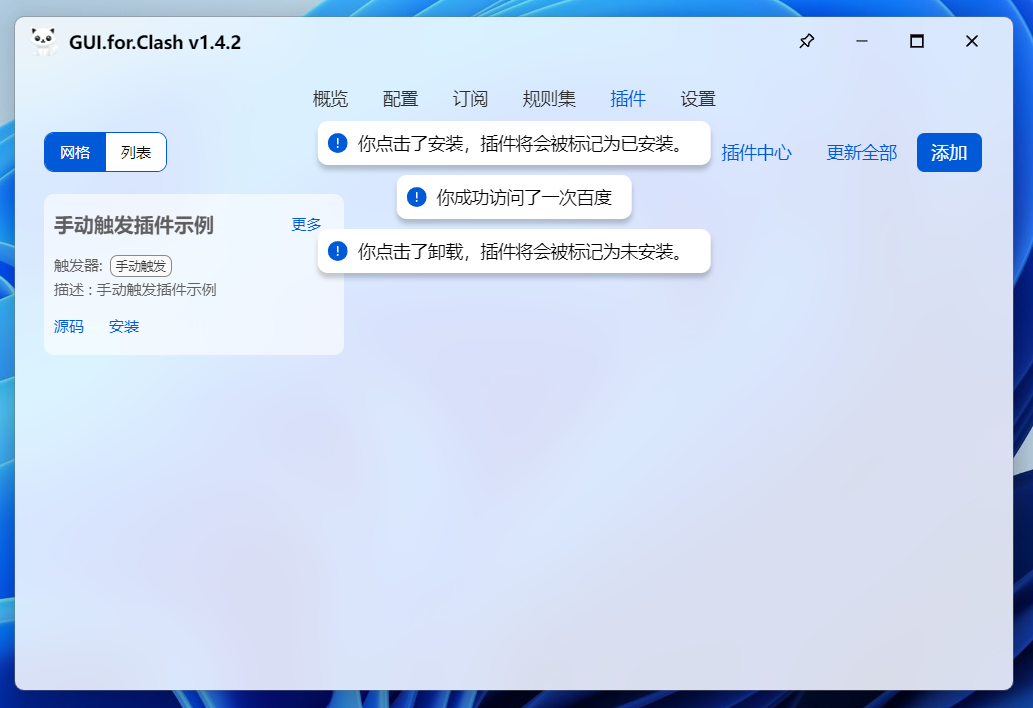 GUI.for.Clash v1.4.2
概览 配置 订阅 规则集 插件 设置
网格 列表
你点击了安装，插件将会被标记为已安装。
插件中心 更新全部 添加
你成功访问了一次百度
手动触发插件示例 更多
你点击了卸载，插件将会被标记为未安装。
触发器: 手动触发
描述 : 手动触发插件示例
源码 安装